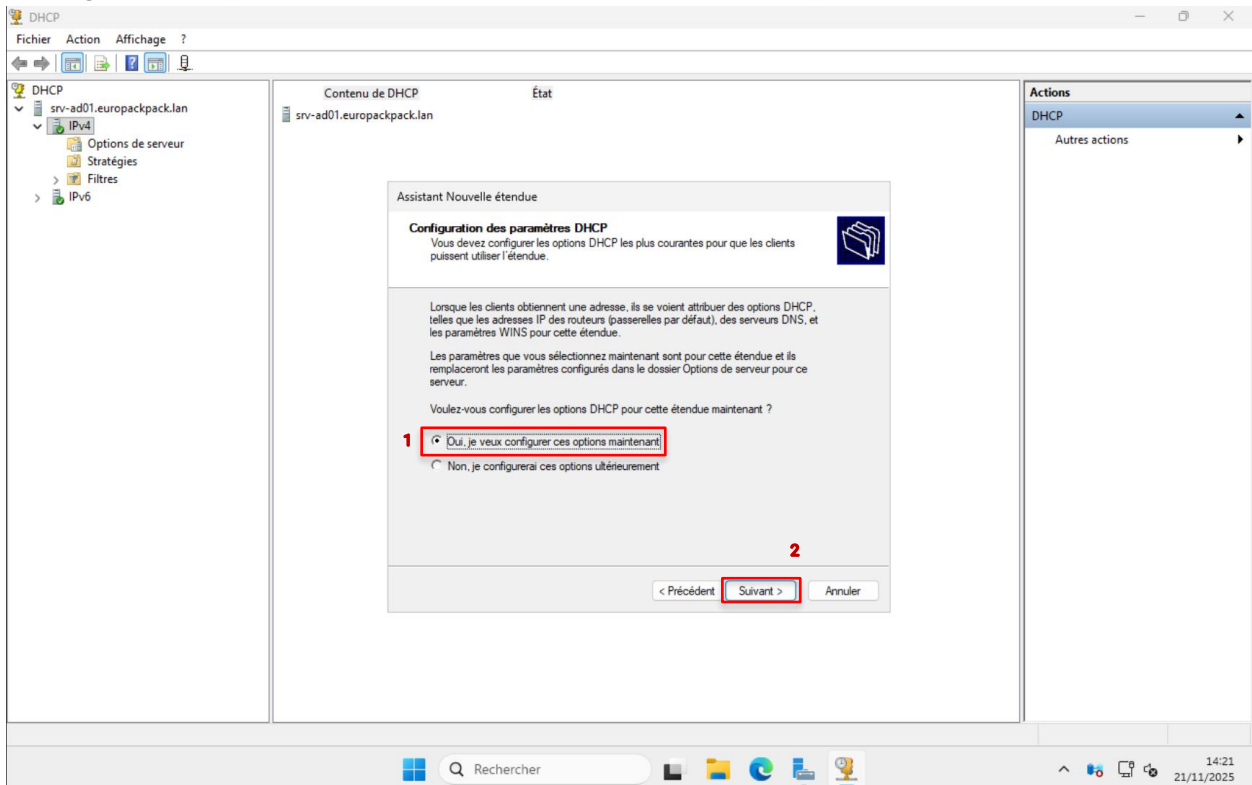 DHCP
Fichier Action Affichage ?
DHCP
srv-ad01.europackpack.lan
IPv4
Options de serveur
Stratégies
Filtres
IPv6
Contenu de DHCP État
srv-ad01.europackpack.lan
Actions
DHCP
Autres actions
Assistant Nouvelle étendue
Configuration des paramètres DHCP
Vous devez configurer les options DHCP les plus courantes pour que les clients
puissent utiliser l'étendue.
Lorsque les clients obtiennent une adresse, ils se voient attribuer des options DHCP,
telles que les adresses IP des routeurs (passerelles par défaut), des serveurs DNS, et
les paramètres WINS pour cette étendue.
Les paramètres que vous sélectionnez maintenant sont pour cette étendue et ils
remplaceront les paramètres configurés dans le dossier Options de serveur pour ce
serveur.
Voulez-vous configurer les options DHCP pour cette étendue maintenant ?
1 Oui, je veux configurer ces options maintenant
Non, je configurerai ces options ultérieurement
2
< Précédent Suivant > Annuler
Rechercher
14:21
21/11/2025